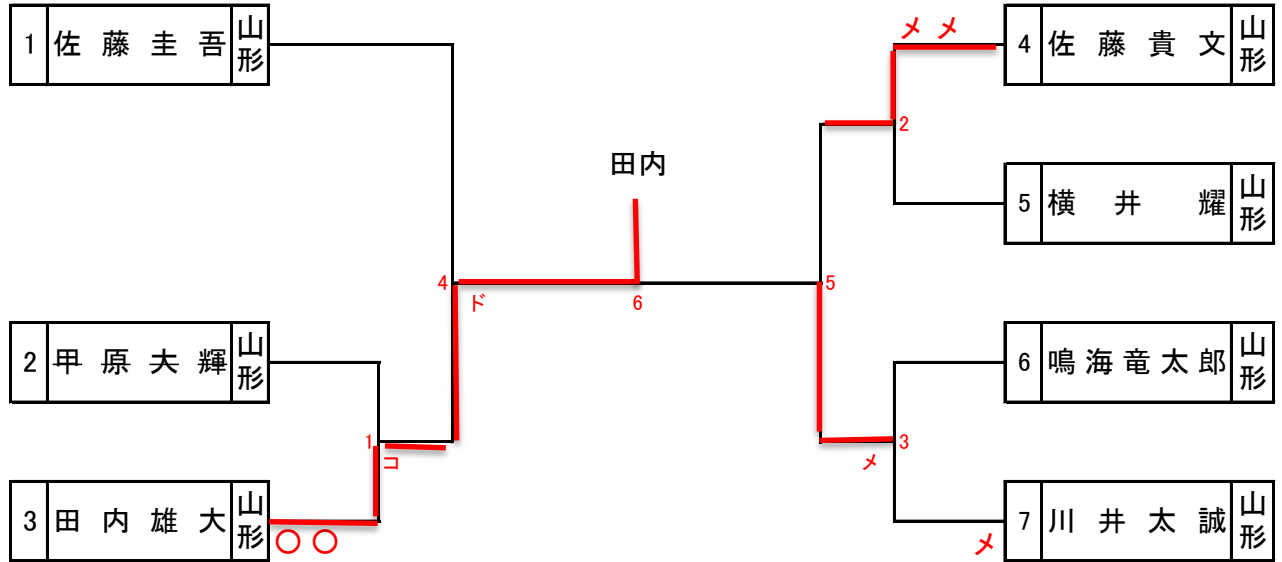 1 佐藤圭吾 山形
メメ
4 佐藤貴文 山形
2
田内
5 横井耀 山形
4
ド
6
5
2 甲原大輝 山形
6 鳴海竜太郎 山形
1
コ
3
メ
3 田内雄大 山形
〇〇
メ
7 川井太誠 山形